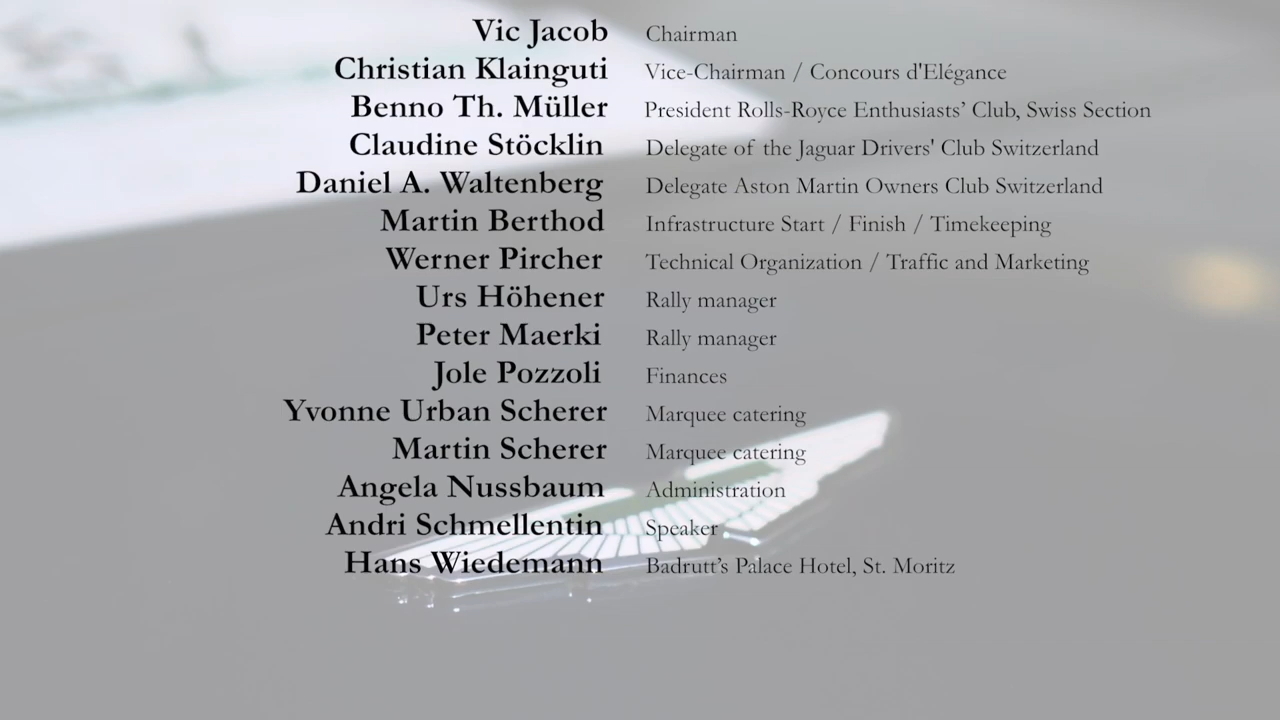 Vic Jacob Chairman
Christian Klainguti Vice-Chairman / Concours d'Elégance
Benno Th. Müller President Rolls-Royce Enthusiasts’ Club, Swiss Section
Claudine Stöcklin Delegate of the Jaguar Drivers' Club Switzerland
Daniel A. Waltenberg Delegate Aston Martin Owners Club Switzerland
Martin Berthod Infrastructure Start / Finish / Timekeeping
Werner Pircher Technical Organization / Traffic and Marketing
Urs Höhener Rally manager
Peter Maerki Rally manager
Jole Pozzoli Finances
Yvonne Urban Scherer Marquee catering
Martin Scherer Marquee catering
Angela Nussbaum Administration
Andri Schmellentin Speaker
Hans Wiedemann Badrutt’s Palace Hotel, St. Moritz